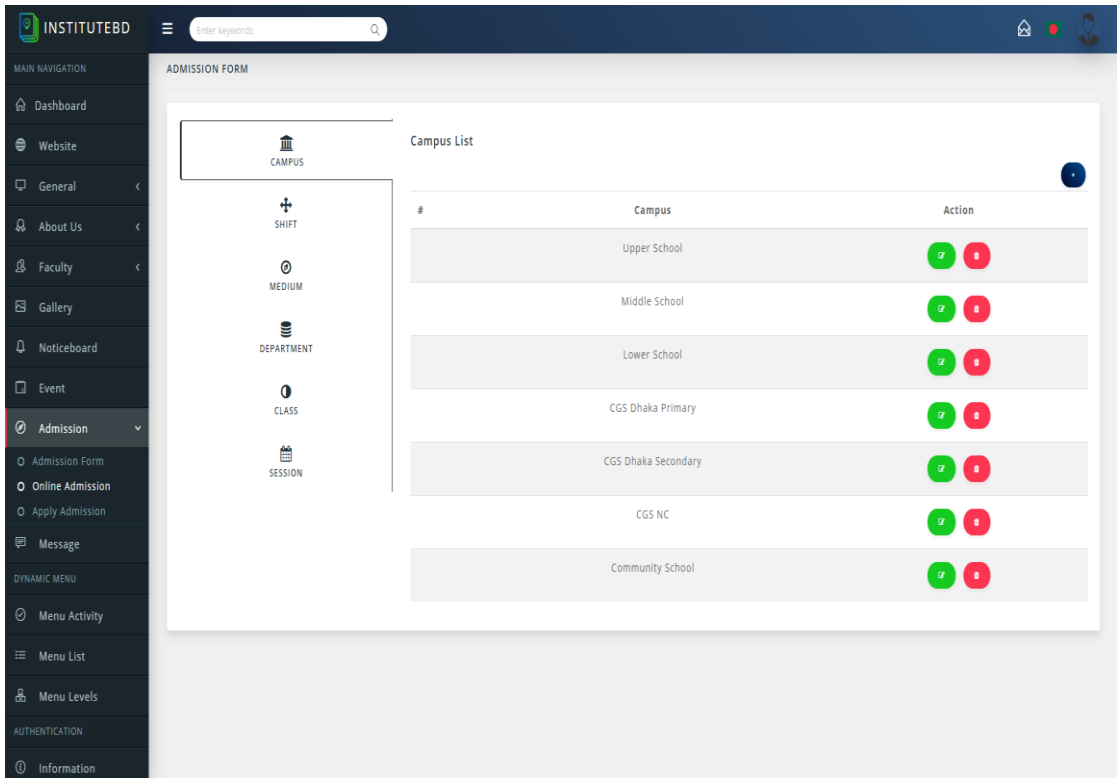 INSTITUTEBD
Enter keywords
MAIN NAVIGATION
Dashboard
Website
General
About Us
Faculty
Gallery
Noticeboard
Event
Admission
Admission Form
Online Admission
Apply Admission
Message
DYNAMIC MENU
Menu Activity
Menu List
Menu Levels
AUTHENTICATION
Information
ADMISSION FORM
CAMPUS
SHIFT
MEDIUM
DEPARTMENT
CLASS
SESSION
Campus List
# Campus Action
Upper School
Middle School
Lower School
CGS Dhaka Primary
CGS Dhaka Secondary
CGS NC
Community School